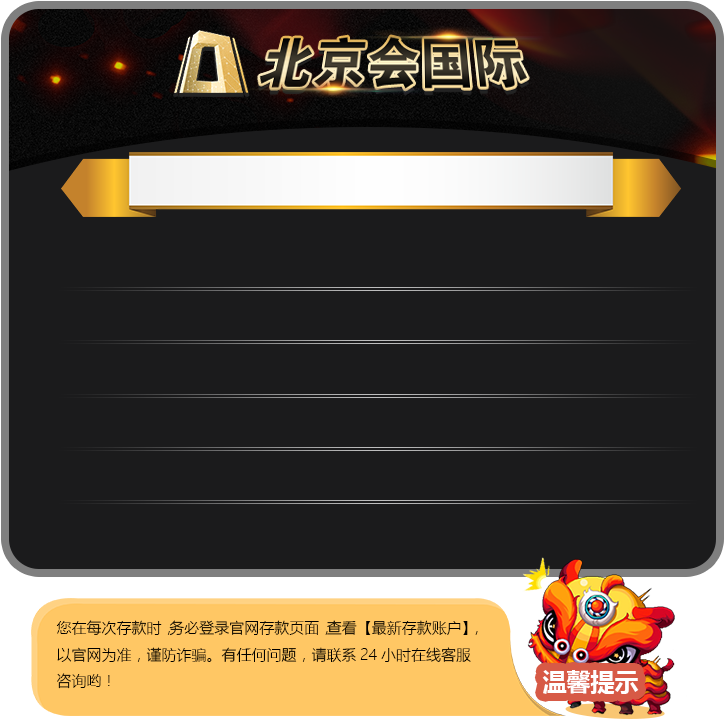 北京会国际
您在每次存款时 ,务必登录官网存款页面 ,查看【最新存款账户】,
以官网为准，谨防诈骗。有任何问题，请联系 24 小时在线客服
咨询哟！
温馨提示